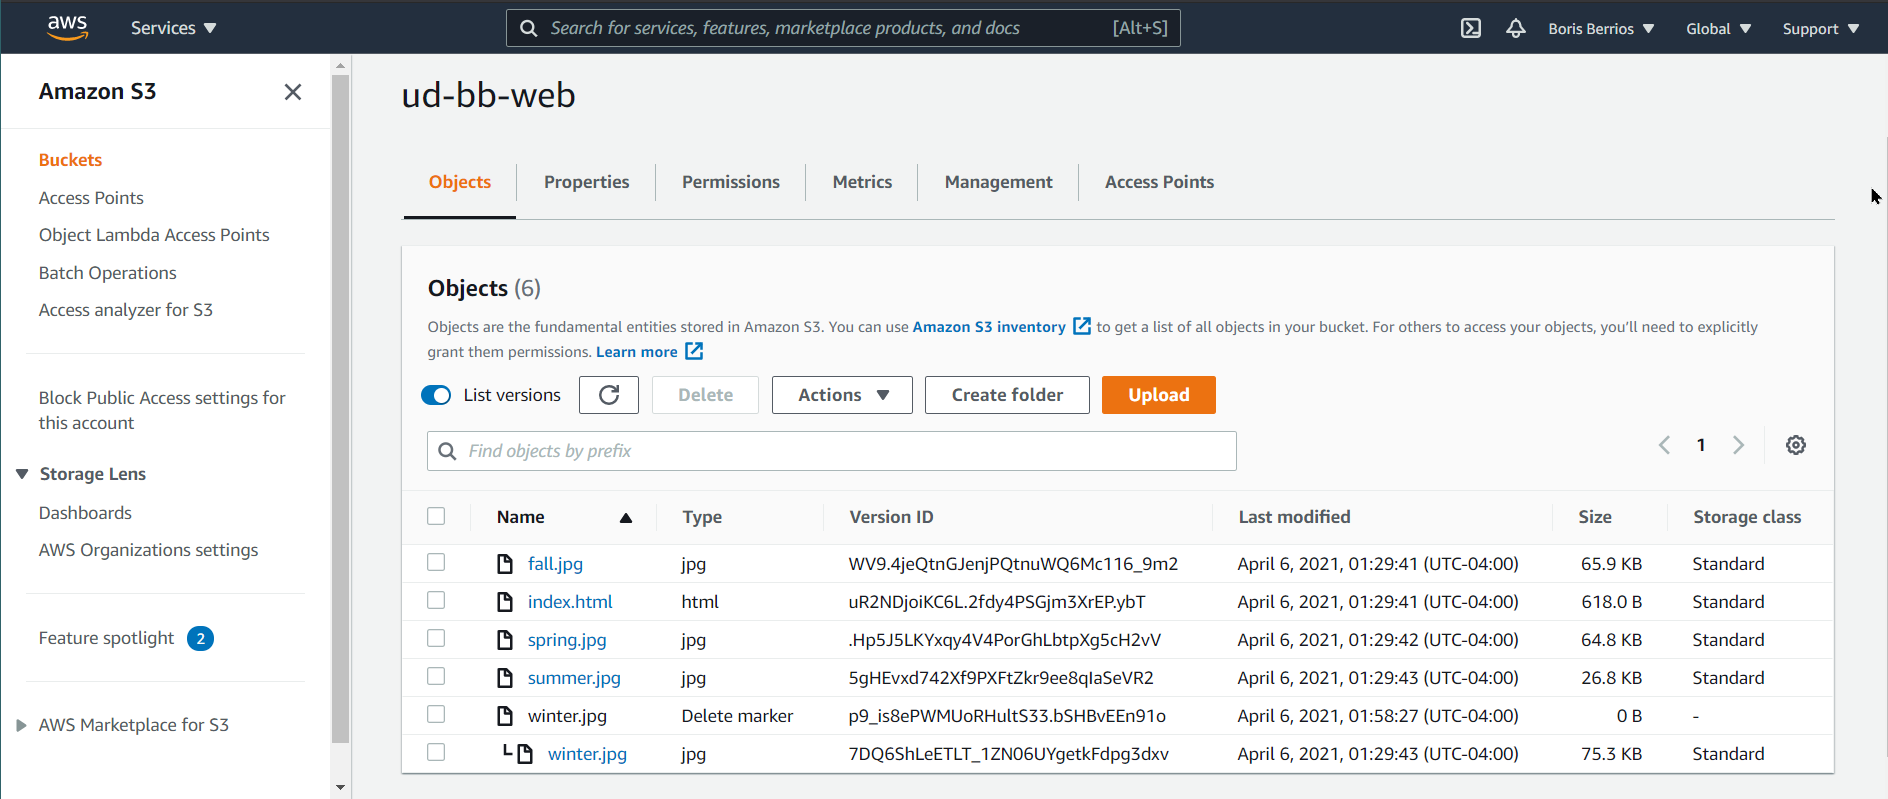 aws Services Search for services, features, marketplace products, and docs [Alt+S] Boris Berrios Global Support
Amazon S3
Buckets
Access Points
Object Lambda Access Points
Batch Operations
Access analyzer for S3
Block Public Access settings for
this account
Storage Lens
Dashboards
AWS Organizations settings
Feature spotlight 2
AWS Marketplace for S3
ud-bb-web
Objects Properties Permissions Metrics Management Access Points
Objects (6)
Objects are the fundamental entities stored in Amazon S3. You can use Amazon S3 inventory to get a list of all objects in your bucket. For others to access your objects, you'll need to explicitly
grant them permissions. Learn more
List versions Delete Actions Create folder Upload
Find objects by prefix 1
Name Type Version ID Last modified Size Storage class
fall.jpg jpg WV9.4jeQtnGJenjPQtnuWQ6Mc116_9m2 April 6, 2021, 01:29:41 (UTC-04:00) 65.9 KB Standard
index.html html uR2NDjoiKC6L.2fdy4PSGjm3XrEP.ybT April 6, 2021, 01:29:41 (UTC-04:00) 618.0 B Standard
spring.jpg jpg .Hp5J5LKYxqy4V4PorGhLbtpXg5cH2vV April 6, 2021, 01:29:42 (UTC-04:00) 64.8 KB Standard
summer.jpg jpg 5gHEvxd742Xf9PXFtZkr9ee8qIaSeVR2 April 6, 2021, 01:29:43 (UTC-04:00) 26.8 KB Standard
winter.jpg Delete marker p9_is8ePWMUoRHultS33.bSHBvEEn91o April 6, 2021, 01:58:27 (UTC-04:00) 0 B -
winter.jpg jpg 7DQ6ShLeETLT_1ZN06UYgetkFdpg3dxv April 6, 2021, 01:29:43 (UTC-04:00) 75.3 KB Standard